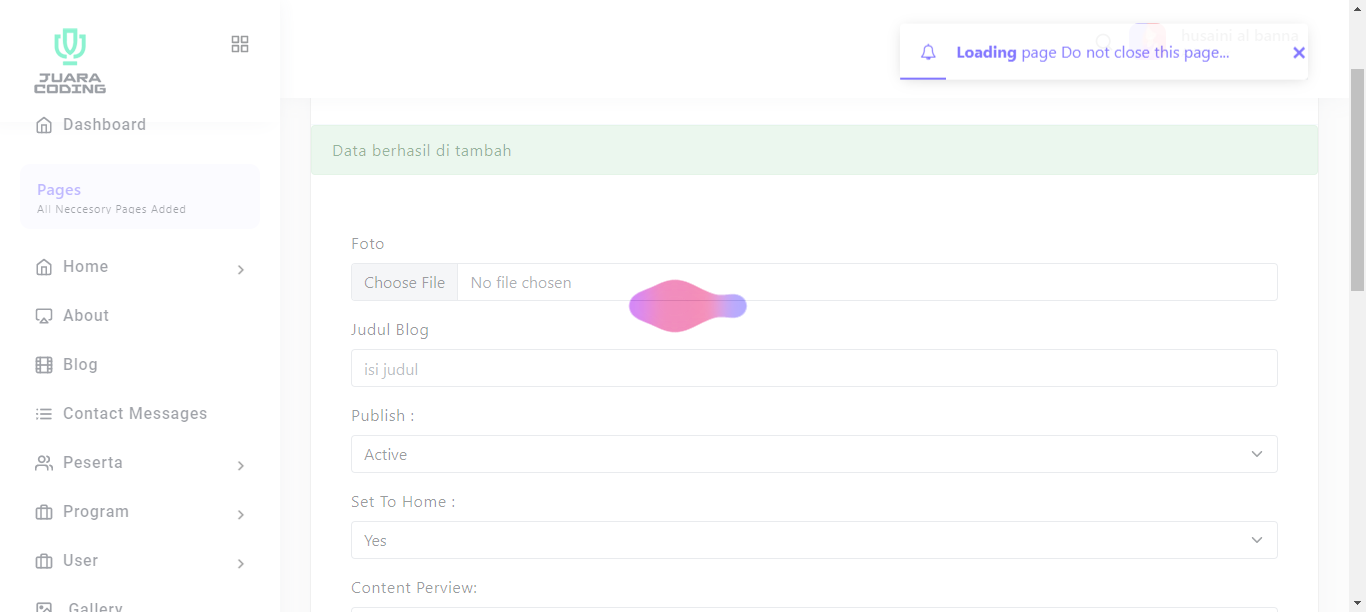 JUARA
CODING
Dashboard
Pages
All Neccesory Pages Added
Home
About
Blog
Contact Messages
Peserta
Program
User
Gallery
husaini al banna
Loading page Do not close this page...
Data berhasil di tambah
Foto
Choose File No file chosen
Judul Blog
isi judul
Publish :
Active
Set To Home :
Yes
Content Perview: